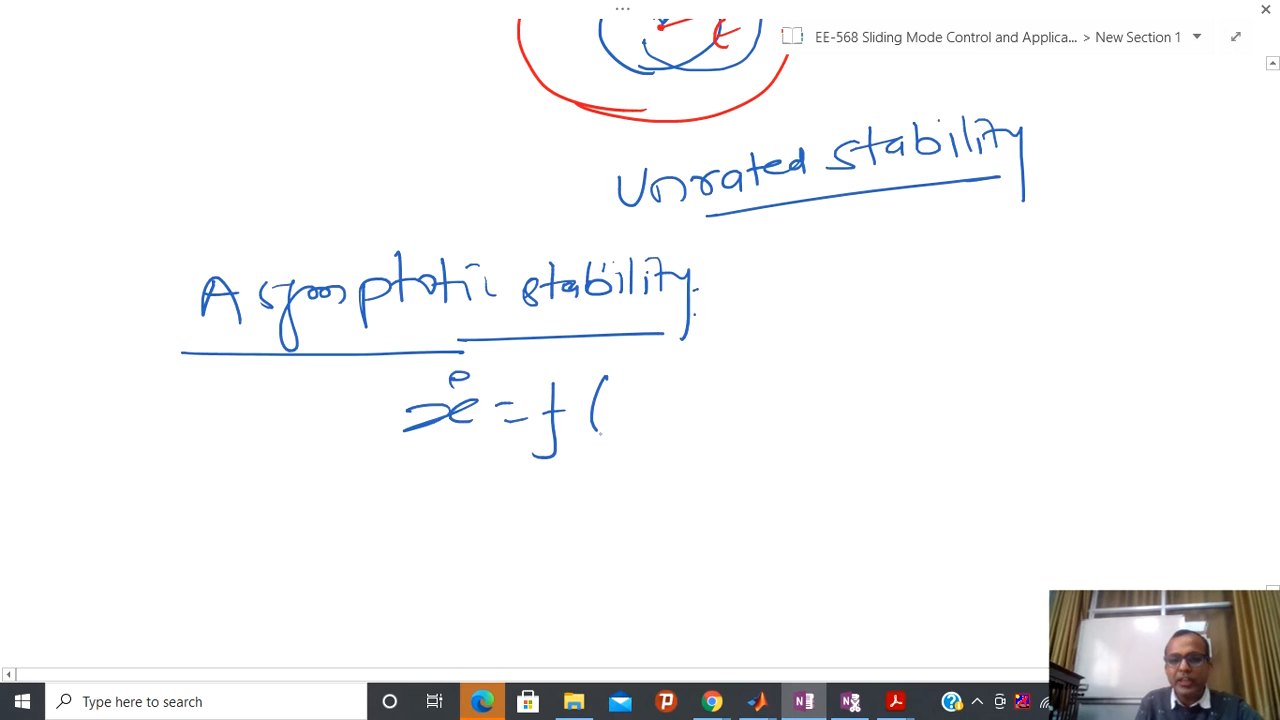 EE-568 Sliding Mode Control and Applica... > New Section 1
Unrated stability
Asymptotic stability.
ẋ = f (
Type here to search